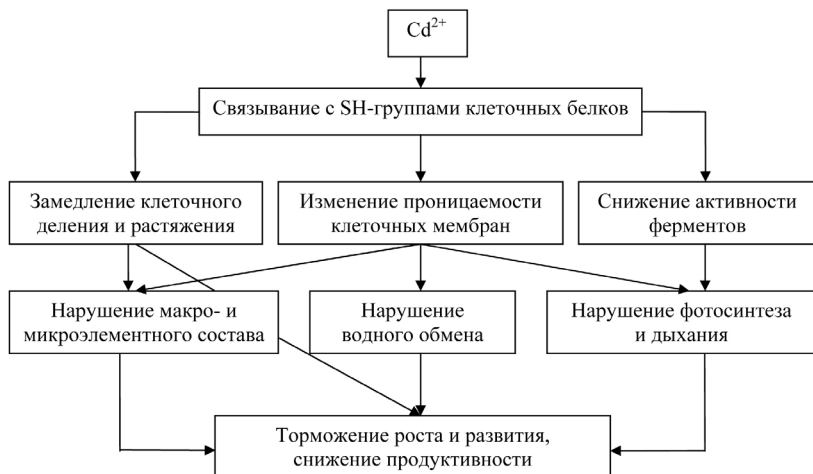 Cd²⁺
Связывание с SH-группами клеточных белков
Замедление клеточного
деления и растяжения
Изменение проницаемости
клеточных мембран
Снижение активности
ферментов
Нарушение макро- и
микроэлементного состава
Нарушение
водного обмена
Нарушение фотосинтеза
и дыхания
Торможение роста и развития,
снижение продуктивности